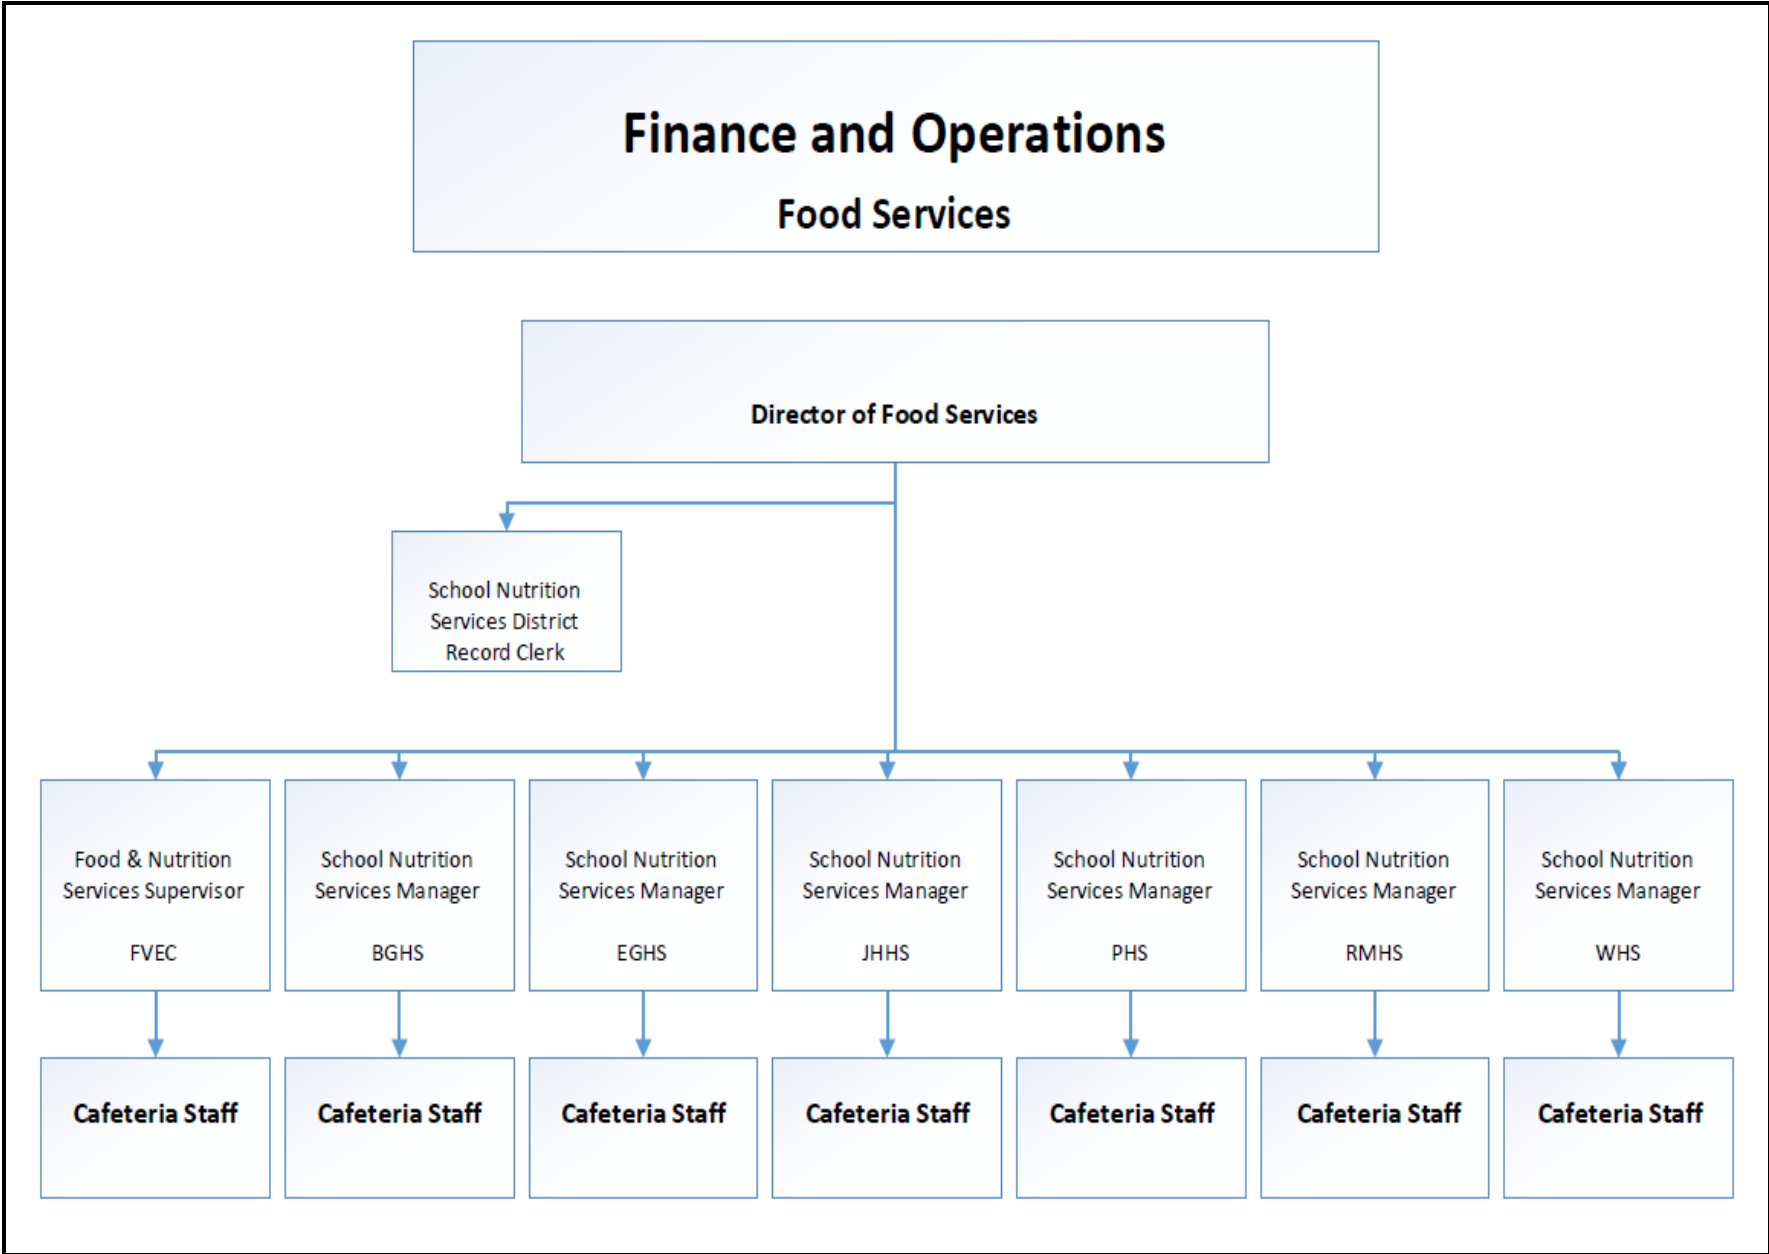 Finance and Operations
Food Services
Director of Food Services
School Nutrition
Services District
Record Clerk
Food & Nutrition
Services Supervisor
FVEC
School Nutrition
Services Manager
BGHS
School Nutrition
Services Manager
EGHS
School Nutrition
Services Manager
JHHS
School Nutrition
Services Manager
PHS
School Nutrition
Services Manager
RMHS
School Nutrition
Services Manager
WHS
Cafeteria Staff
Cafeteria Staff
Cafeteria Staff
Cafeteria Staff
Cafeteria Staff
Cafeteria Staff
Cafeteria Staff